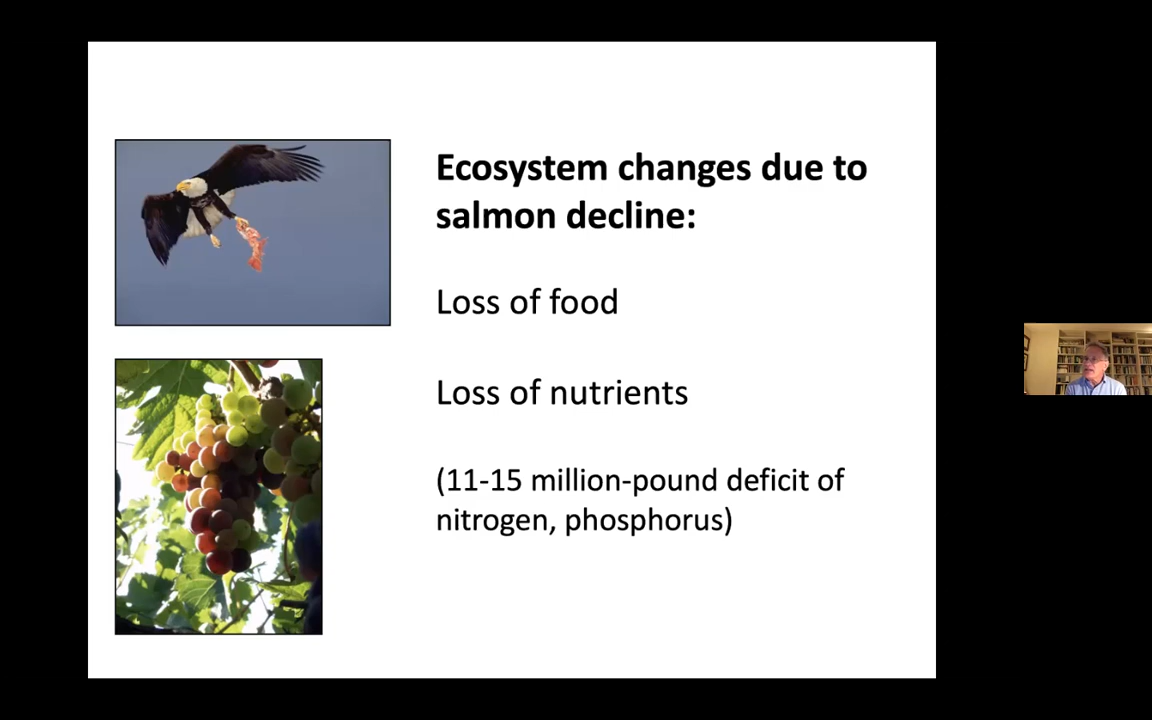 Ecosystem changes due to
salmon decline:
Loss of food
Loss of nutrients
(11-15 million-pound deficit of
nitrogen, phosphorus)